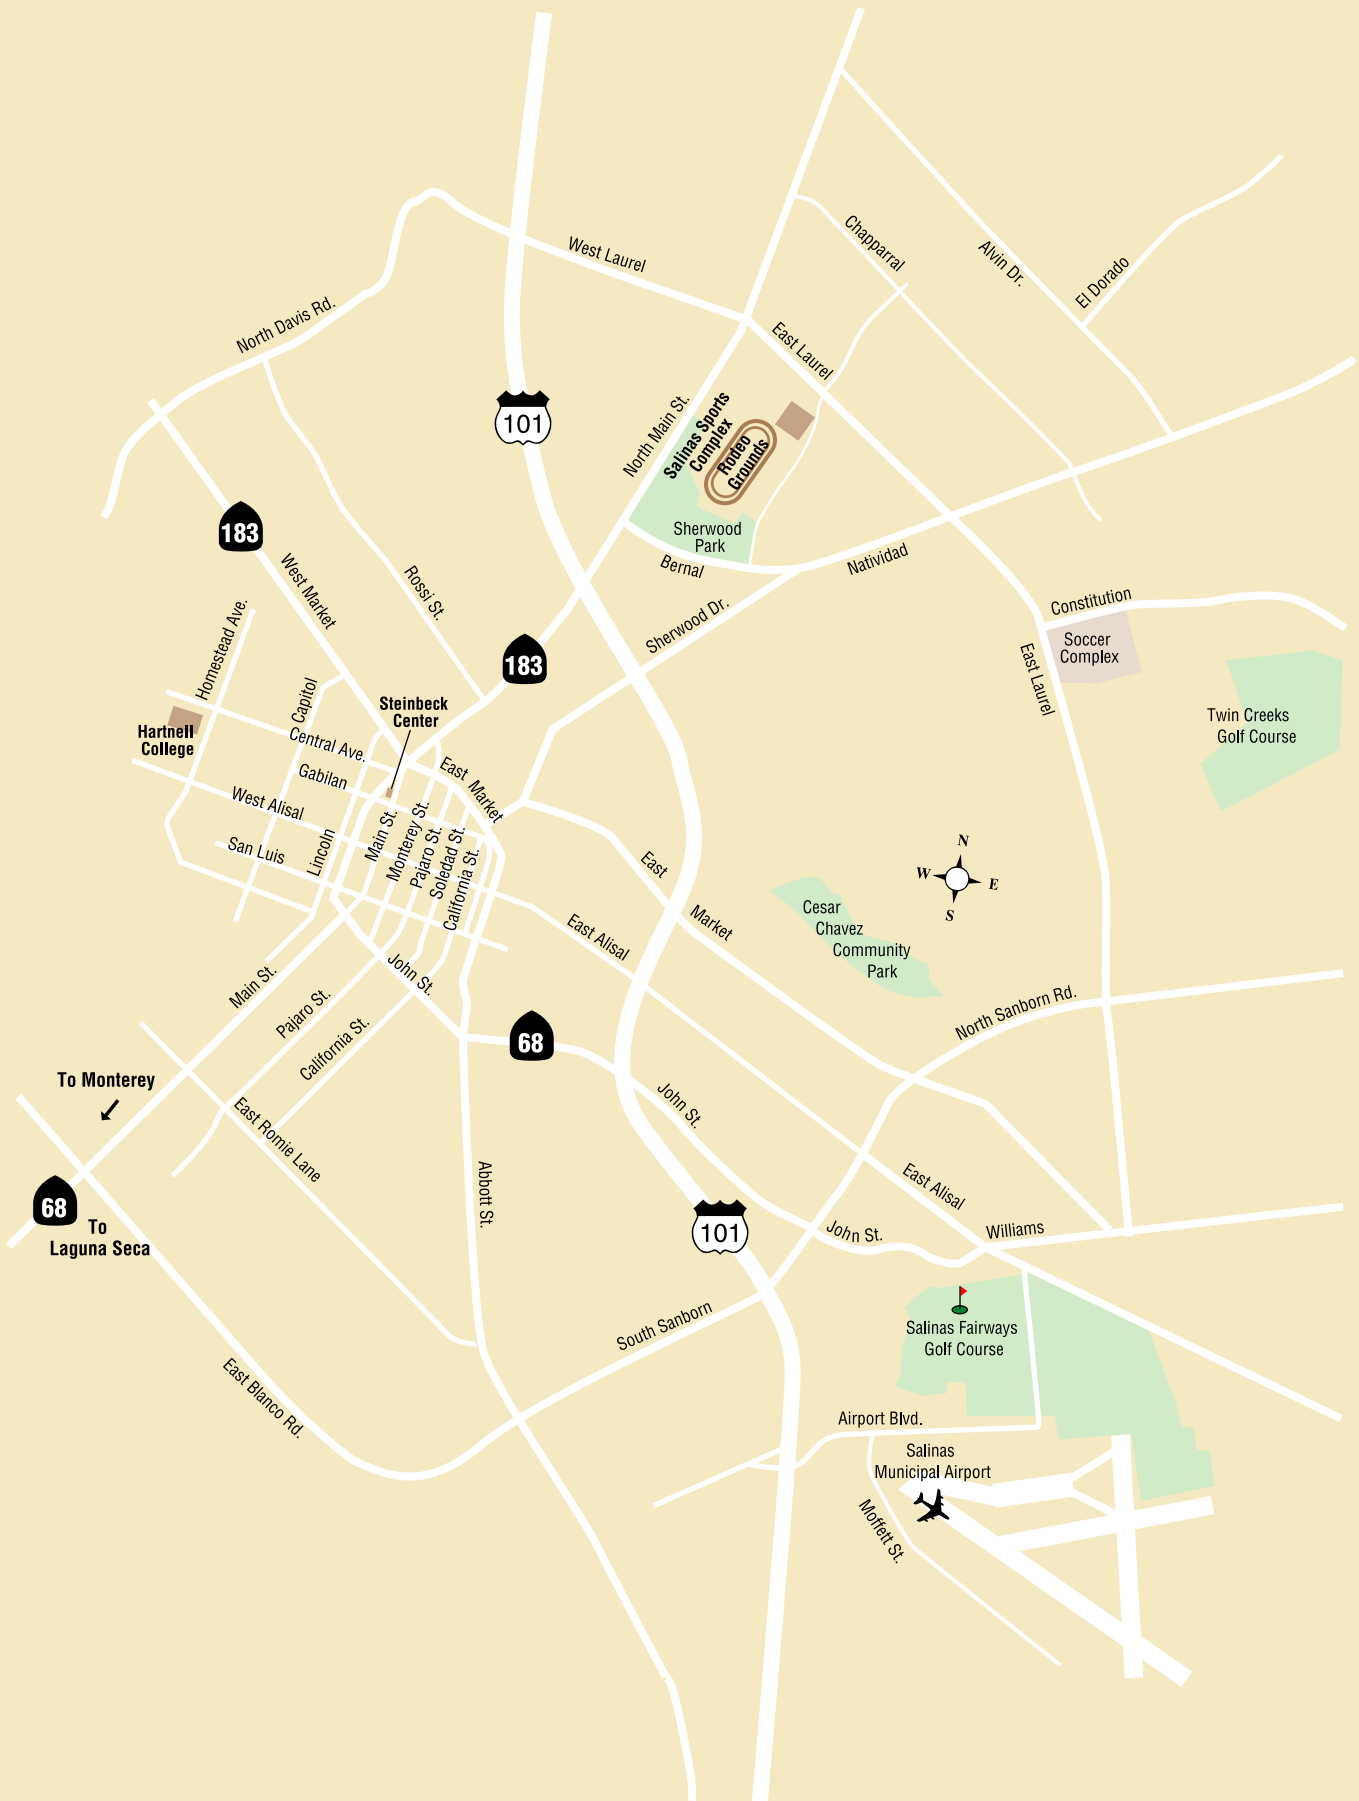 Chapparral
Alvin Dr.
El Dorado
West Laurel
North Davis Rd.
East Laurel
101
North Main St.
Salinas Sports
Complex
Rodeo
Grounds
183
Sherwood
Park
Bernal
Natividad
West Market
Rossi St.
Homestead Ave.
Sherwood Dr.
Constitution
Soccer
Complex
East Laurel
183
Capitol
Steinbeck
Center
Hartnell
College
Central Ave.
Gabilan
West Alisal
San Luis
Lincoln
Main St.
Monterey St.
Pajaro St.
Soledad St.
California St.
East Market
Twin Creeks
Golf Course
East
Market
N
W
E
S
Cesar
Chavez
Community
Park
East Alisal
John St.
Main St.
Pajaro St.
California St.
68
North Sanborn Rd.
To Monterey
East Romie Lane
John St.
Abbott St.
East Alisal
68
To
Laguna Seca
101
John St.
Williams
South Sanborn
Salinas Fairways
Golf Course
East Blanco Rd.
Airport Blvd.
Salinas
Municipal Airport
Moffett St.